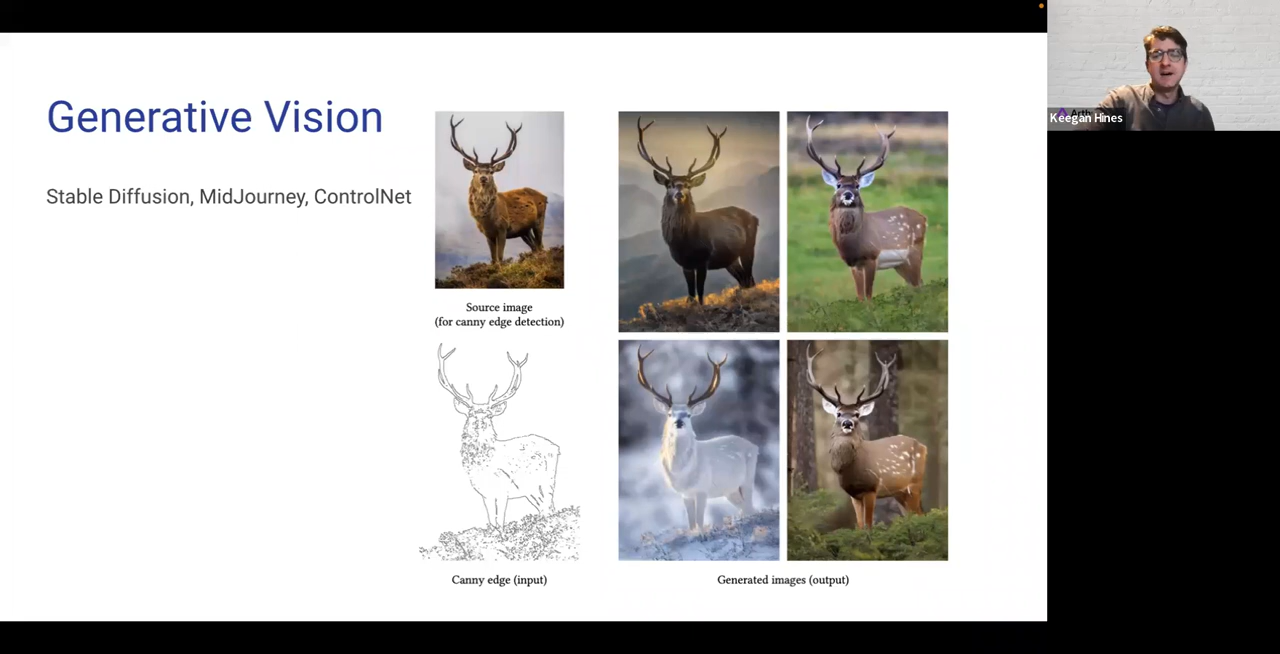 Generative Vision
Stable Diffusion, MidJourney, ControlNet
Source image
(for canny edge detection)
Canny edge (input)
Generated images (output)
Keegan Hines